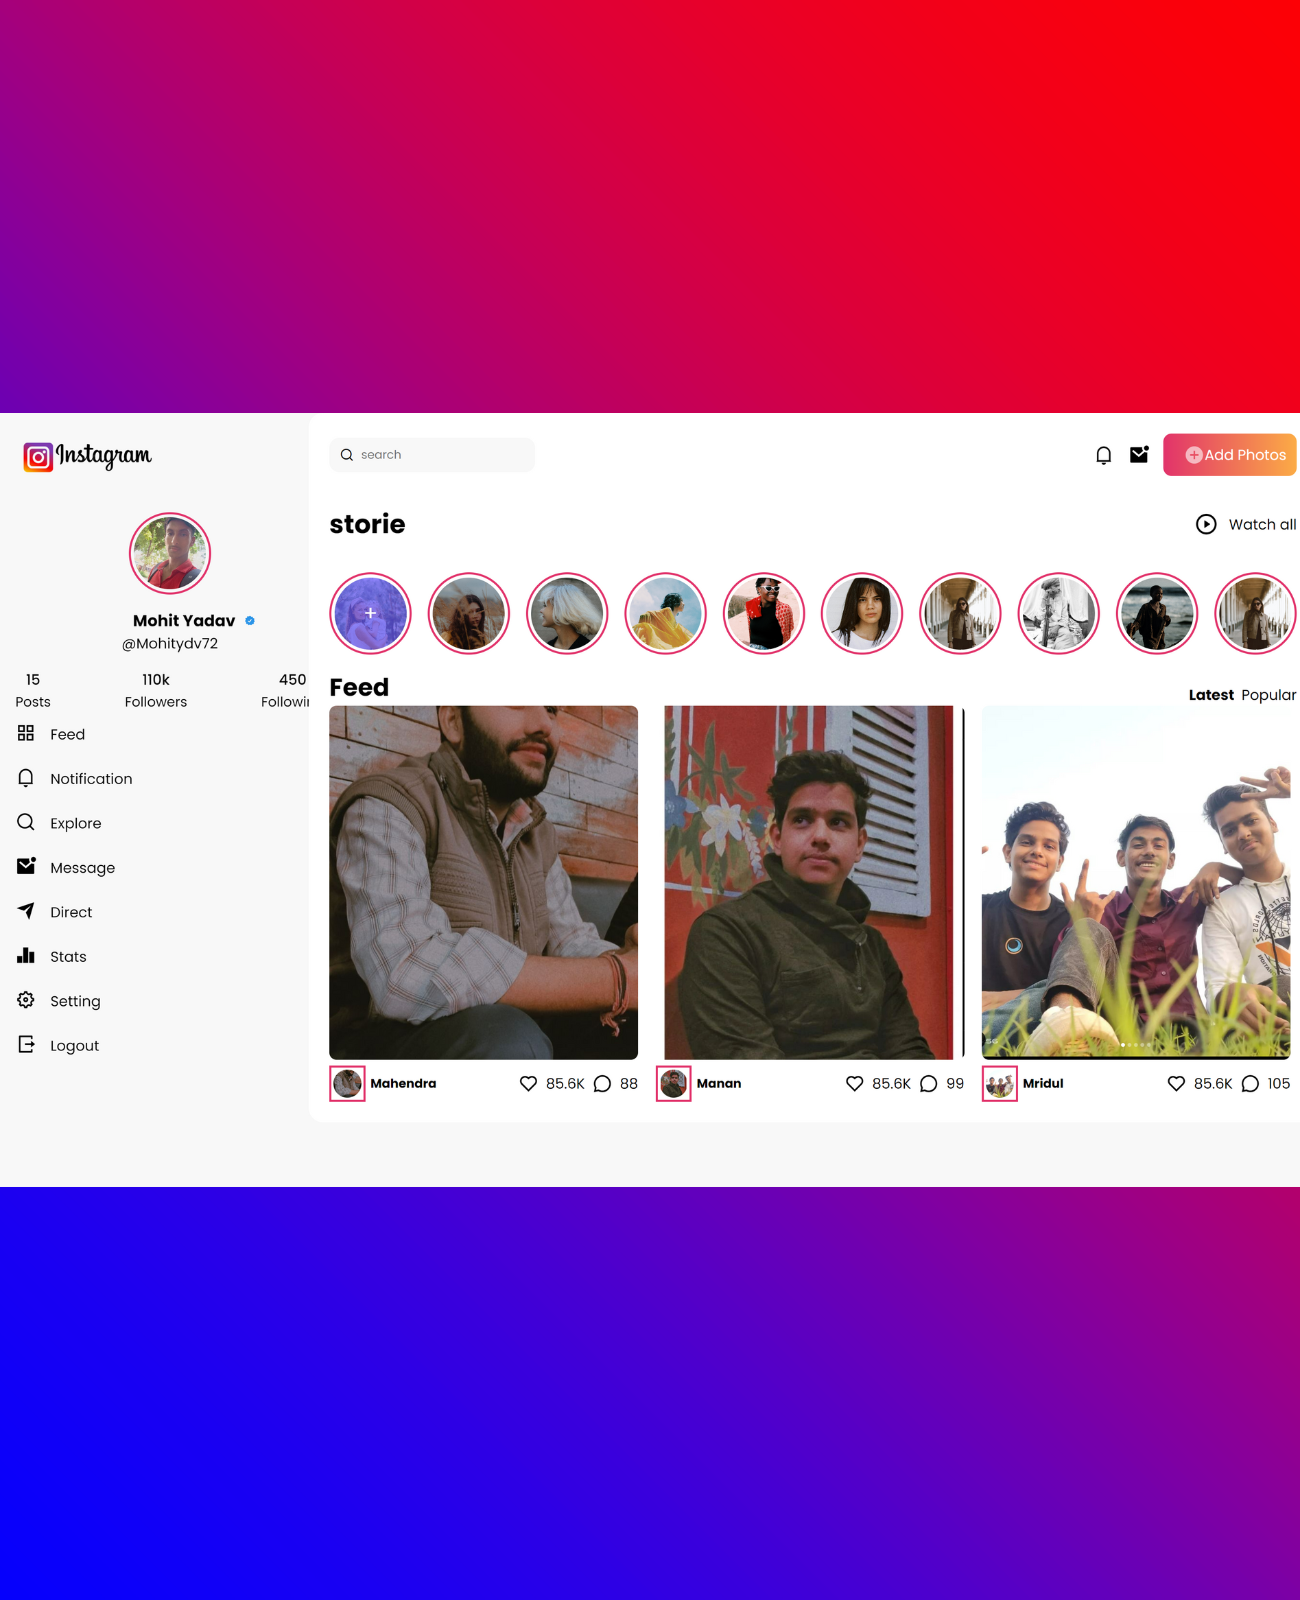 Instagram
search
Add Photos
storie
Watch all
Mohit Yadav
@Mohitydv72
15
110k
450
Posts
Followers
Followin
Feed
Latest Popular
Feed
Notification
Explore
Message
Direct
Stats
Setting
Logout
SG
Mahendra
85.6K
88
Manan
85.6K
99
Mridul
85.6K
105